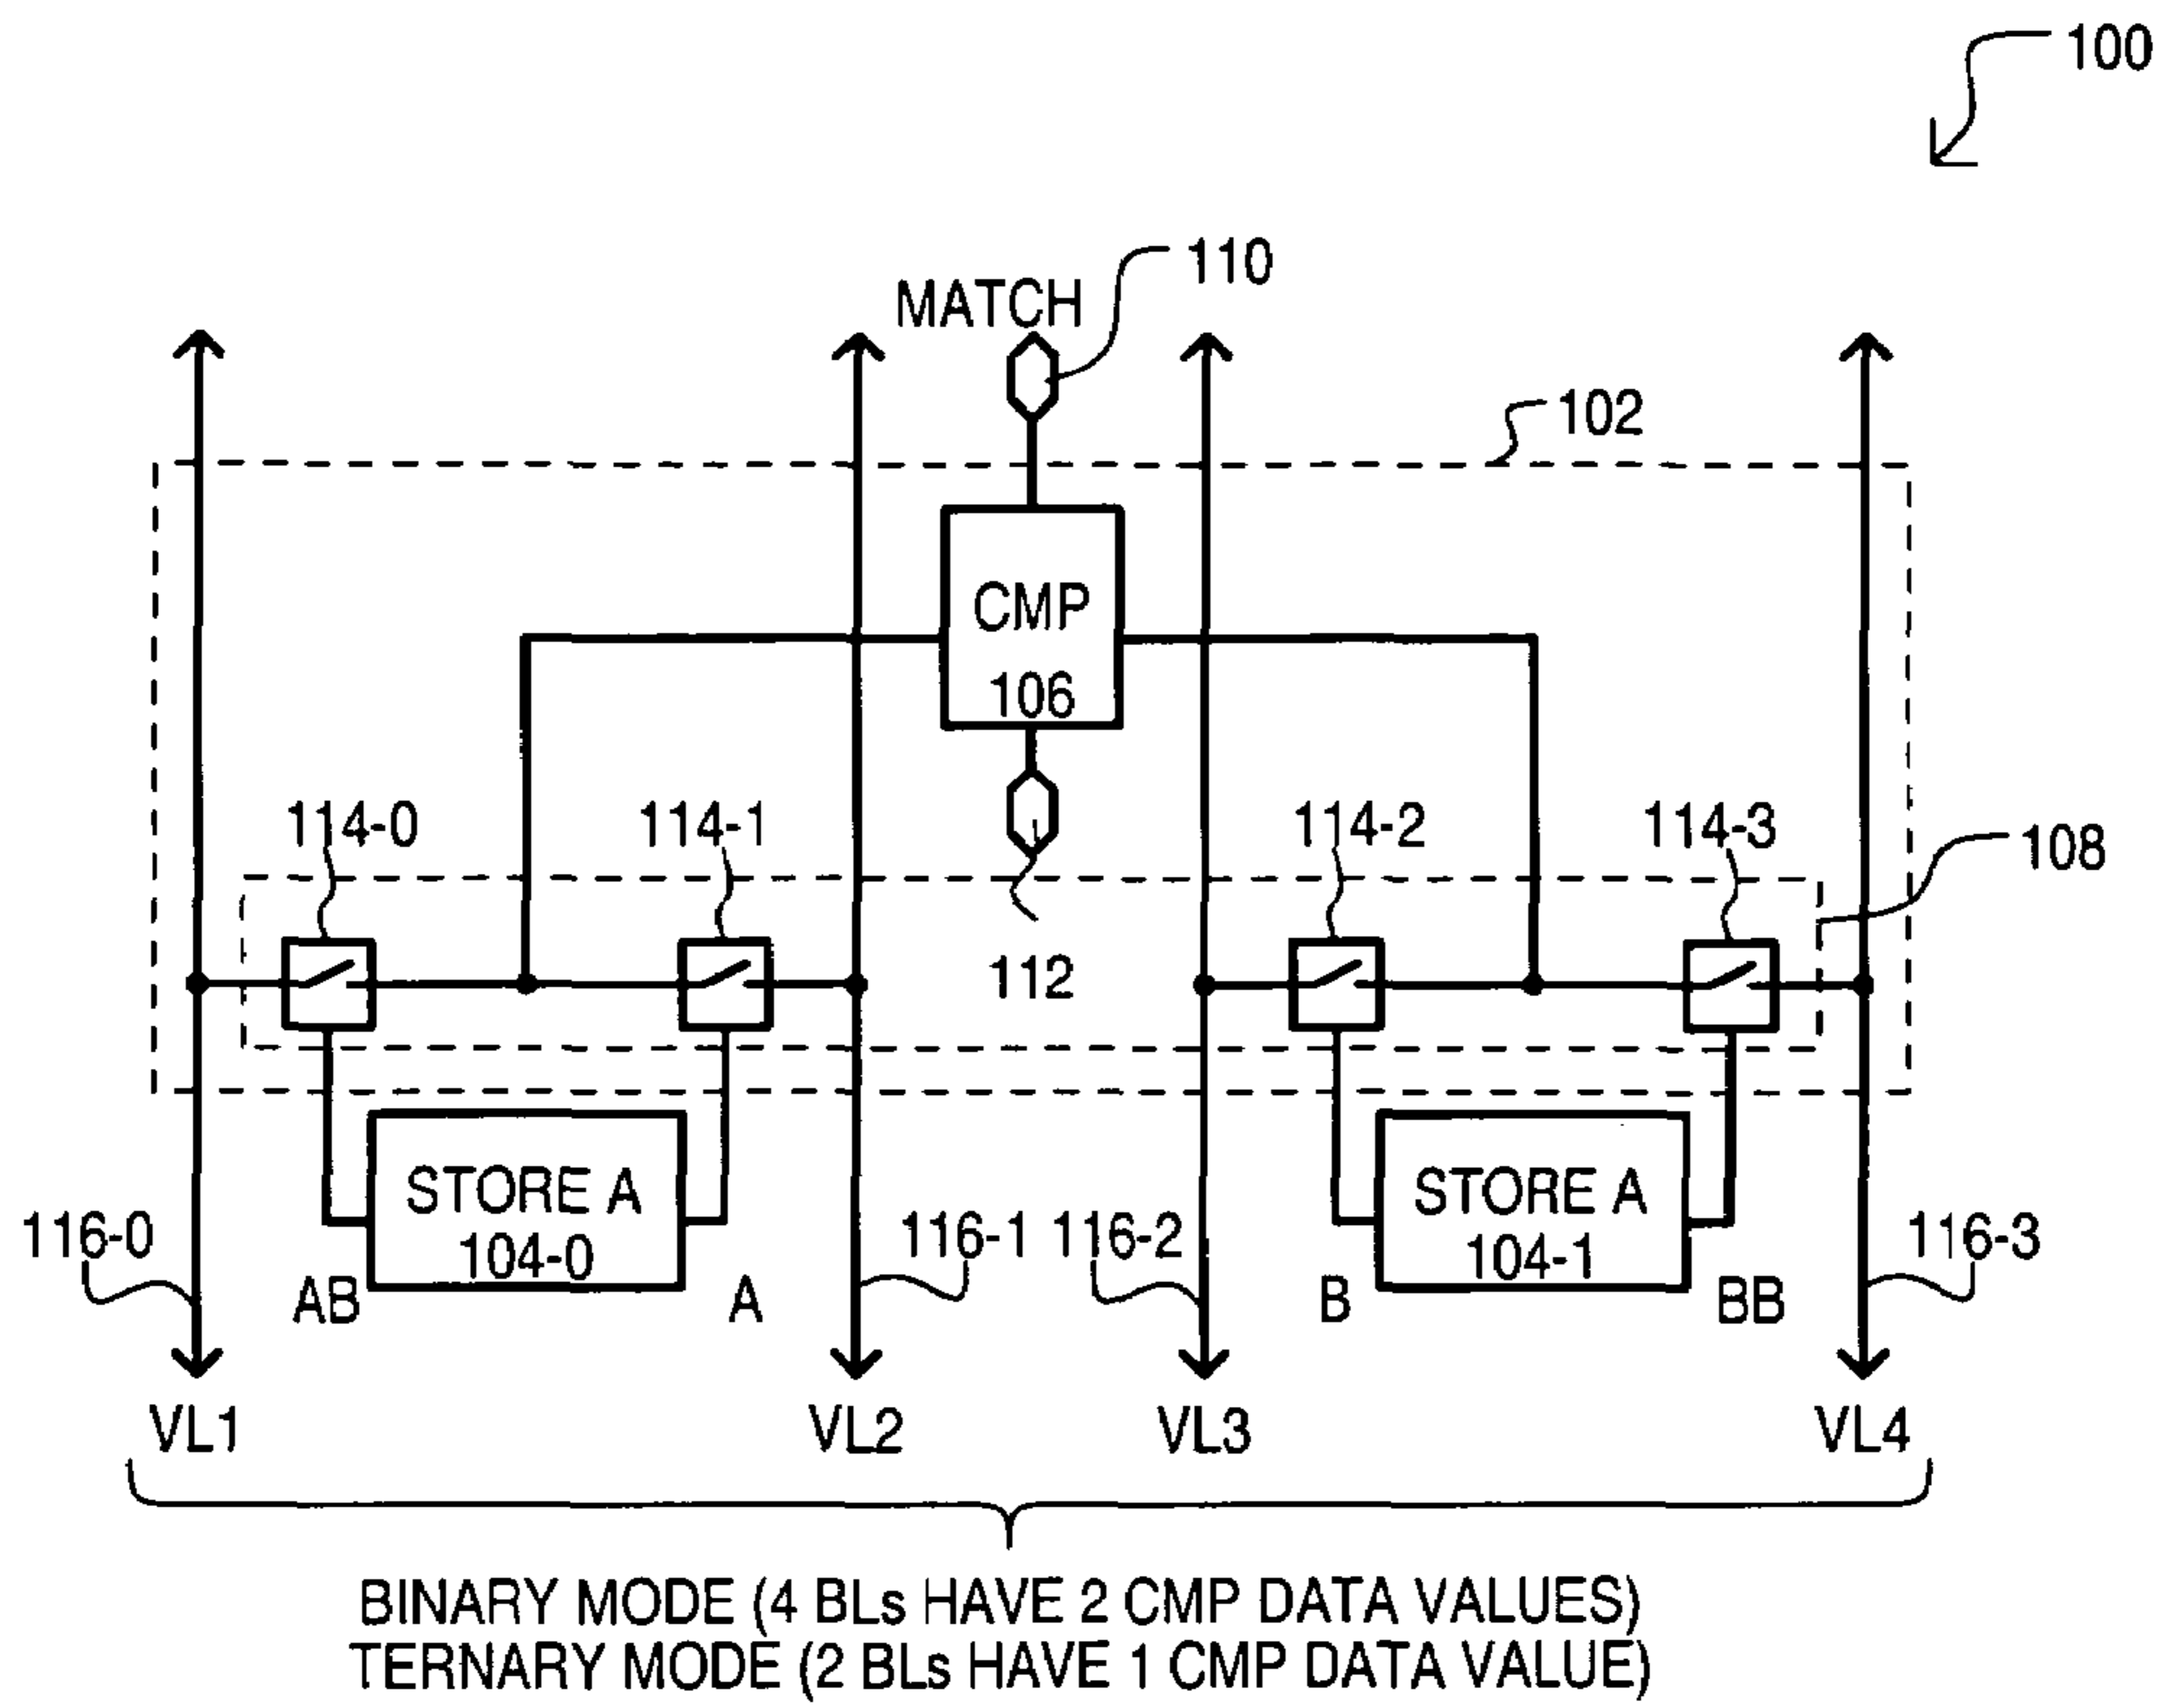 100
110
MATCH
102
CMP
106
114-0
114-1
114-2
114-3
108
112
STORE A
104-0
STORE A
104-1
116-0
116-1
116-2
116-3
AB
A
B
BB
VL1
VL2
VL3
VL4
BINARY MODE (4 BLs HAVE 2 CMP DATA VALUES)
TERNARY MODE (2 BLs HAVE 1 CMP DATA VALUE)